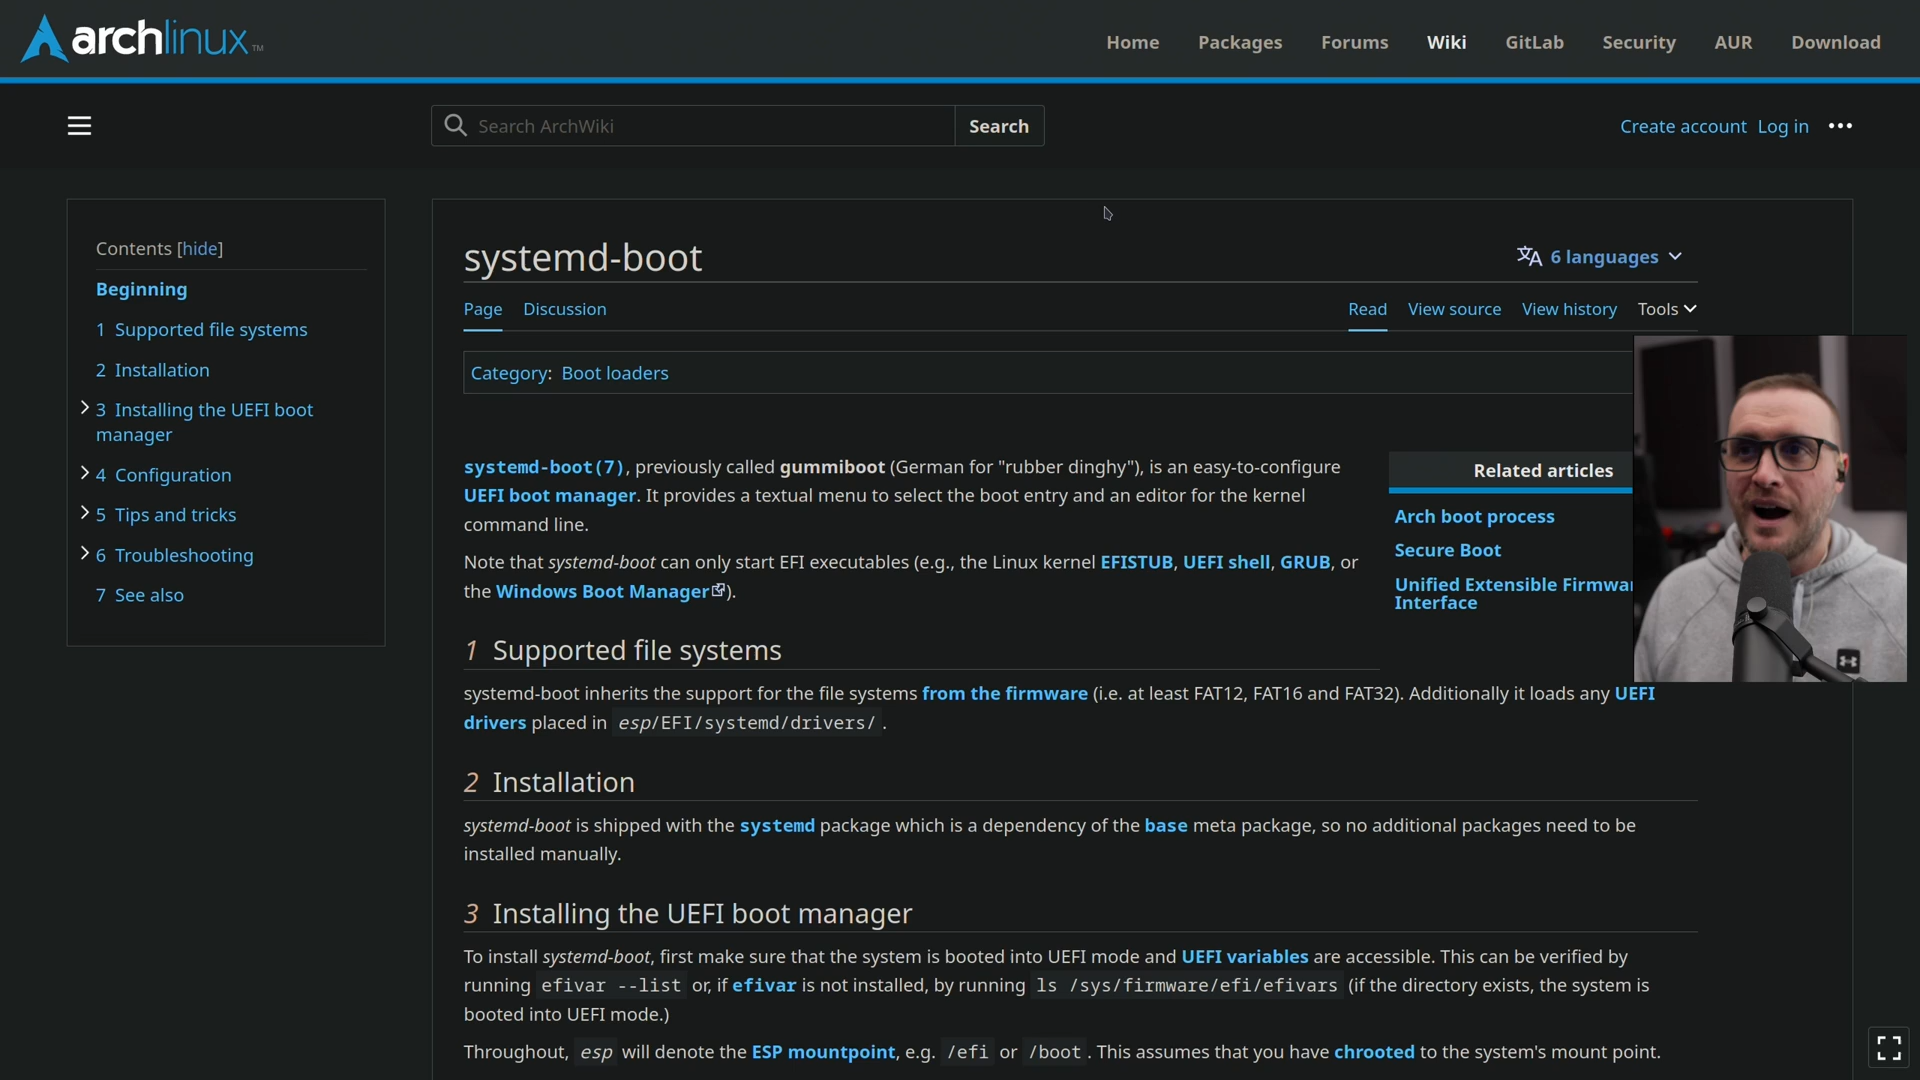 archlinux™
Home Packages Forums Wiki GitLab Security AUR Download
Search ArchWiki Search Create account Log in
Contents [hide]
Beginning
1 Supported file systems
2 Installation
3 Installing the UEFI boot
manager
4 Configuration
5 Tips and tricks
6 Troubleshooting
7 See also
systemd-boot 6 languages
Page Discussion Read View source View history Tools
Category: Boot loaders
systemd-boot(7), previously called gummiboot (German for "rubber dinghy"), is an easy-to-configure
UEFI boot manager. It provides a textual menu to select the boot entry and an editor for the kernel
command line.
Note that systemd-boot can only start EFI executables (e.g., the Linux kernel EFISTUB, UEFI shell, GRUB, or
the Windows Boot Manager).
Related articles
Arch boot process
Secure Boot
Unified Extensible Firmwar
Interface
1 Supported file systems
systemd-boot inherits the support for the file systems from the firmware (i.e. at least FAT12, FAT16 and FAT32). Additionally it loads any UEFI
drivers placed in esp/EFI/systemd/drivers/ .
2 Installation
systemd-boot is shipped with the systemd package which is a dependency of the base meta package, so no additional packages need to be
installed manually.
3 Installing the UEFI boot manager
To install systemd-boot, first make sure that the system is booted into UEFI mode and UEFI variables are accessible. This can be verified by
running efivar --list or, if efivar is not installed, by running ls /sys/firmware/efi/efivars (if the directory exists, the system is
booted into UEFI mode.)
Throughout, esp will denote the ESP mountpoint, e.g. /efi or /boot . This assumes that you have chrooted to the system's mount point.